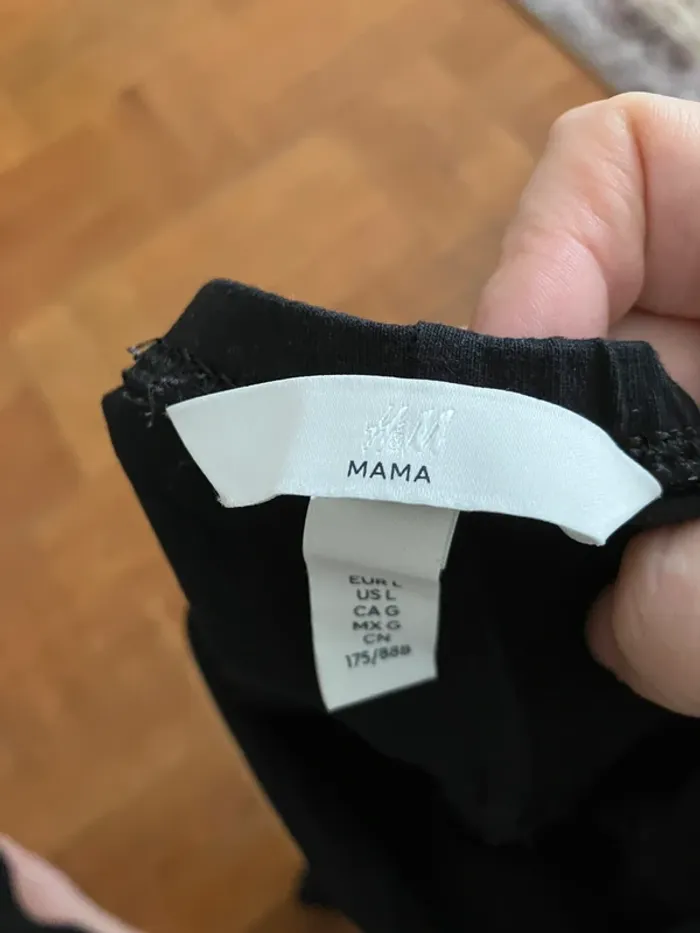 H&M
MAMA
EUR L
US L
CA G
MX G
CN
175/88B